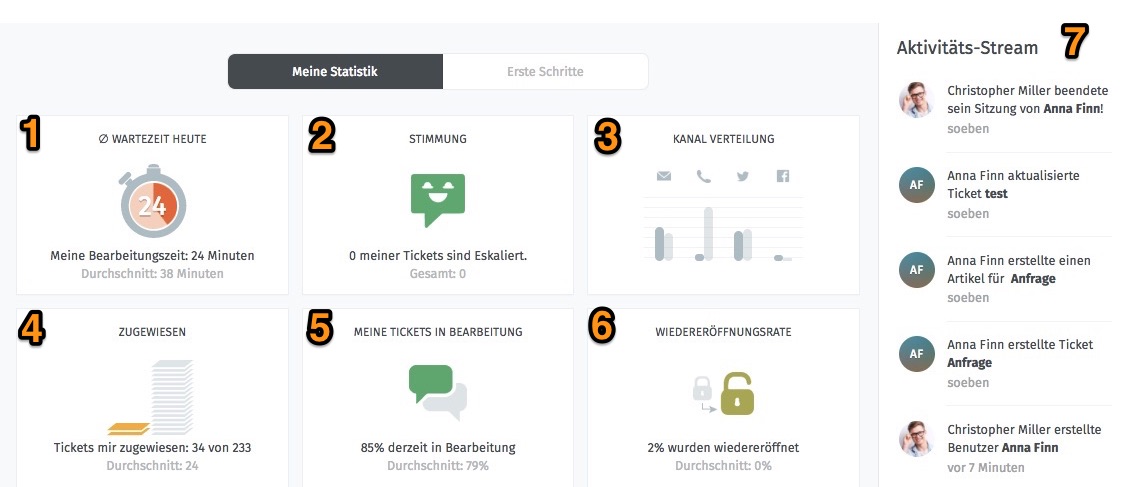 Meine Statistik
Erste Schritte
1
Ø WARTEZEIT HEUTE
24
Meine Bearbeitungszeit: 24 Minuten
Durchschnitt: 38 Minuten
2
STIMMUNG
0 meiner Tickets sind Eskaliert.
Gesamt: 0
3
KANAL VERTEILUNG
4
ZUGEWIESEN
Tickets mir zugewiesen: 34 von 233
Durchschnitt: 24
5
MEINE TICKETS IN BEARBEITUNG
85% derzeit in Bearbeitung
Durchschnitt: 79%
6
WIEDERERÖFFNUNGSRATE
2% wurden wiedereröffnet
Durchschnitt: 0%
Aktivitäts-Stream
7
Christopher Miller beendete
sein Sitzung von Anna Finn!
soeben
AF
Anna Finn aktualisierte
Ticket test
soeben
AF
Anna Finn erstellte einen
Artikel für Anfrage
soeben
AF
Anna Finn erstellte Ticket
Anfrage
soeben
Christopher Miller erstellte
Benutzer Anna Finn
vor 7 Minuten